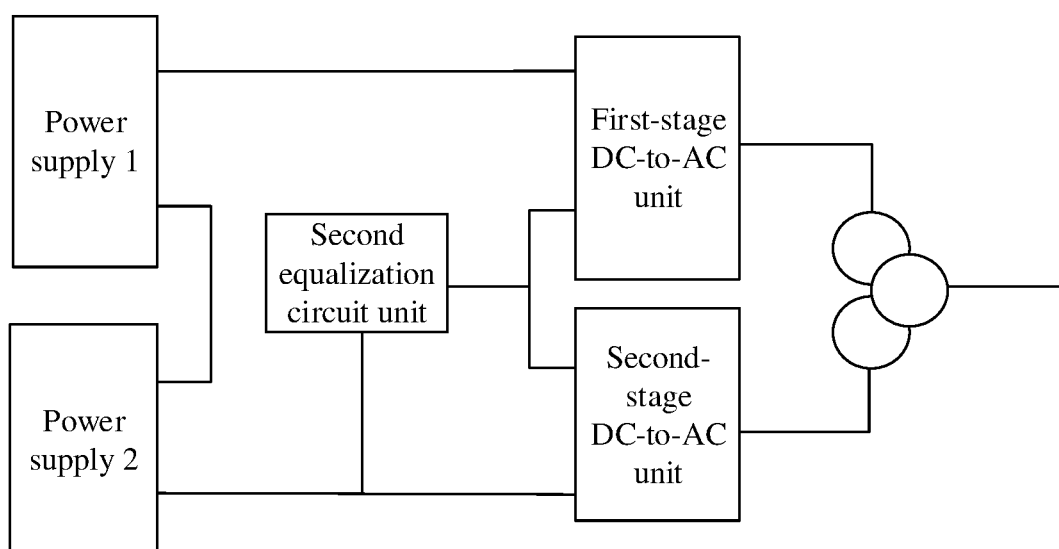 Power
supply 1
Second
equalization
circuit unit
First-stage
DC-to-AC
unit
Power
supply 2
Second-
stage
DC-to-AC
unit